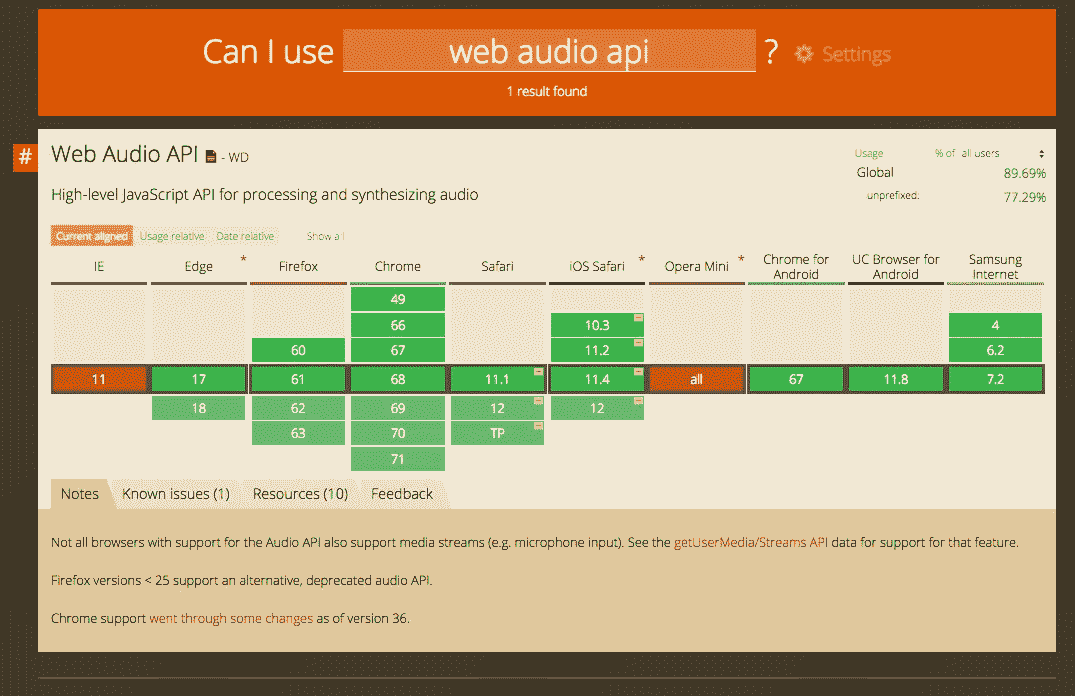 Can I use web audio api ? Settings
1 result found
#
Web Audio API - WD
High-level JavaScript API for processing and synthesizing audio
Usage % of all users
Global 89.69%
unprefixed: 77.29%
Current aligned Usage relative Date relative Show all
IE Edge * Firefox Chrome Safari iOS Safari * Opera Mini * Chrome for Android UC Browser for Android Samsung Internet
49
66 10.3 4
60 67 11.2 6.2
11 17 61 68 11.1 11.4 all 67 11.8 7.2
18 62 69 12 12
63 70 TP
71
Notes Known issues (1) Resources (10) Feedback
Not all browsers with support for the Audio API also support media streams (e.g. microphone input). See the getUserMedia/Streams API data for support for that feature.
Firefox versions < 25 support an alternative, deprecated audio API.
Chrome support went through some changes as of version 36.